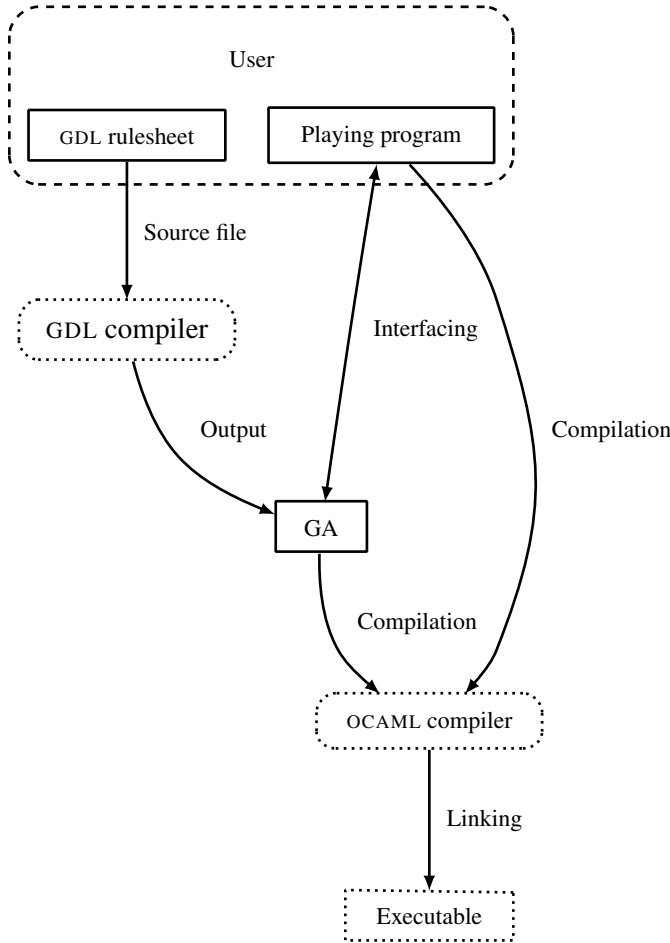 User
GDL rulesheet
Playing program
Source file
GDL compiler
Interfacing
Output
Compilation
GA
Compilation
OCAML compiler
Linking
Executable